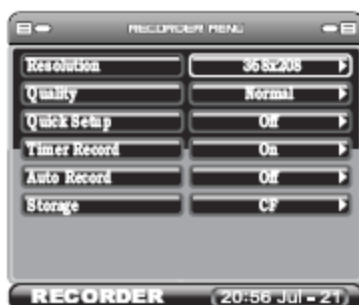 RECORDER MENU
Resolution 368x208
Quality Normal
Quick Setup Off
Timer Record On
Auto Record Off
Storage CF
RECORDER 20:56 Jul - 21